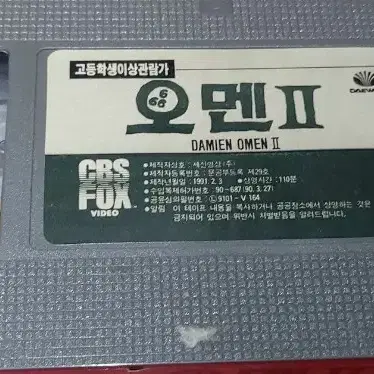 고등학생이상관람가
666
오멘 II
DAMIEN OMEN II
DAEW
CBS
FOX
VIDEO
● 제작자상호 : 세신영상(주)
● 제작자등록번호 : 문공부등록 제29호
● 제작년월일 : 1991. 2. 3 ● 상영시간 : 110분
● 수입복제허가번호 : 90-687 (90. 3. 27)
● 공윤심의필번호 : Ⓛ 9101-V 164
● 알림 이 테이프 내용을 복사하거나 공공장소에서 상영하는 것은
금지되어 있으며 위반시 처벌받음을 알려드립니다.